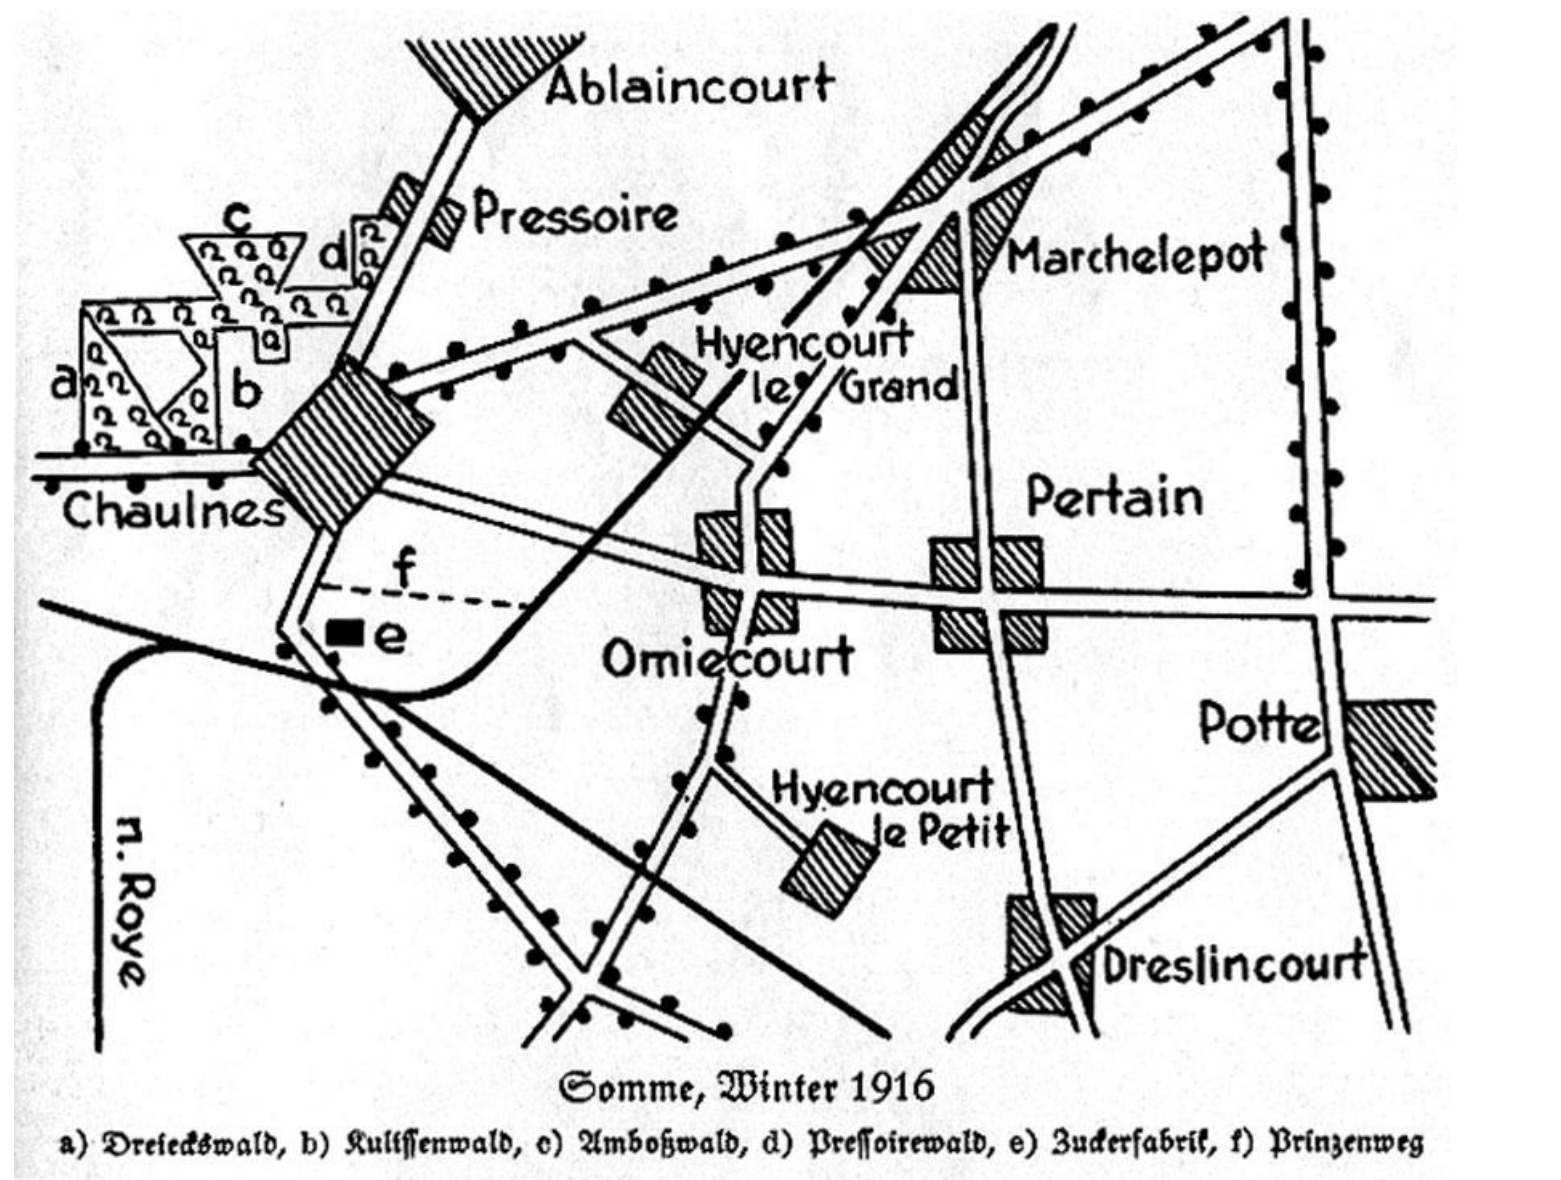 Ablaincourt
Pressoire
c
d
Marchelepot
Hyencourt
le Grand
a
b
Chaulnes
Pertain
f
e
Omiecourt
Potte
Hyencourt
le Petit
n. Roye
Dreslincourt
Somme, Winter 1916
a) Dreieckswald, b) Kulissenwald, c) Amboßwald, d) Pressoirewald, e) Zuckerfabrik, f) Prinzenweg